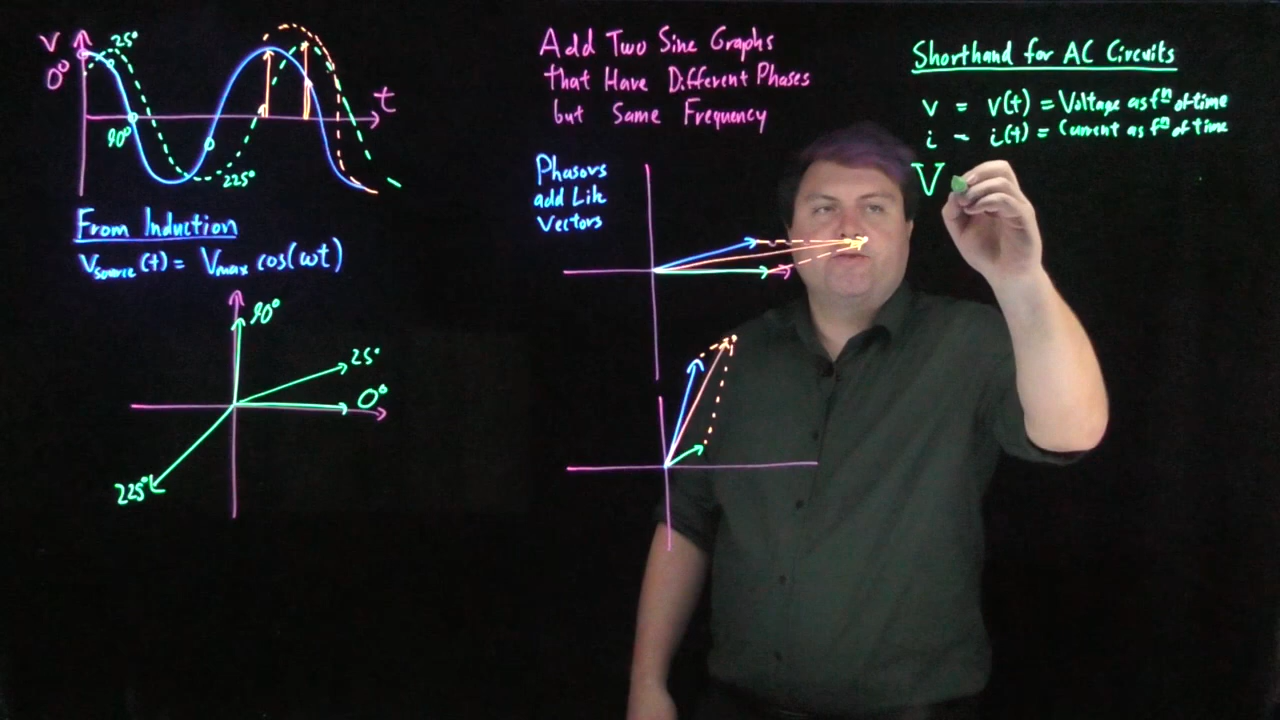 V
0°
25°
90°
225°
t
From Induction
Vsource(t) = Vmax cos(ωt)
90°
25°
0°
225°
Add Two Sine Graphs
that Have Different Phases
but Same Frequency
Phasors
add Like
Vectors
Shorthand for AC Circuits
v = v(t) = Voltage as fⁿ of time
i = i(t) = Current as fⁿ of time
V